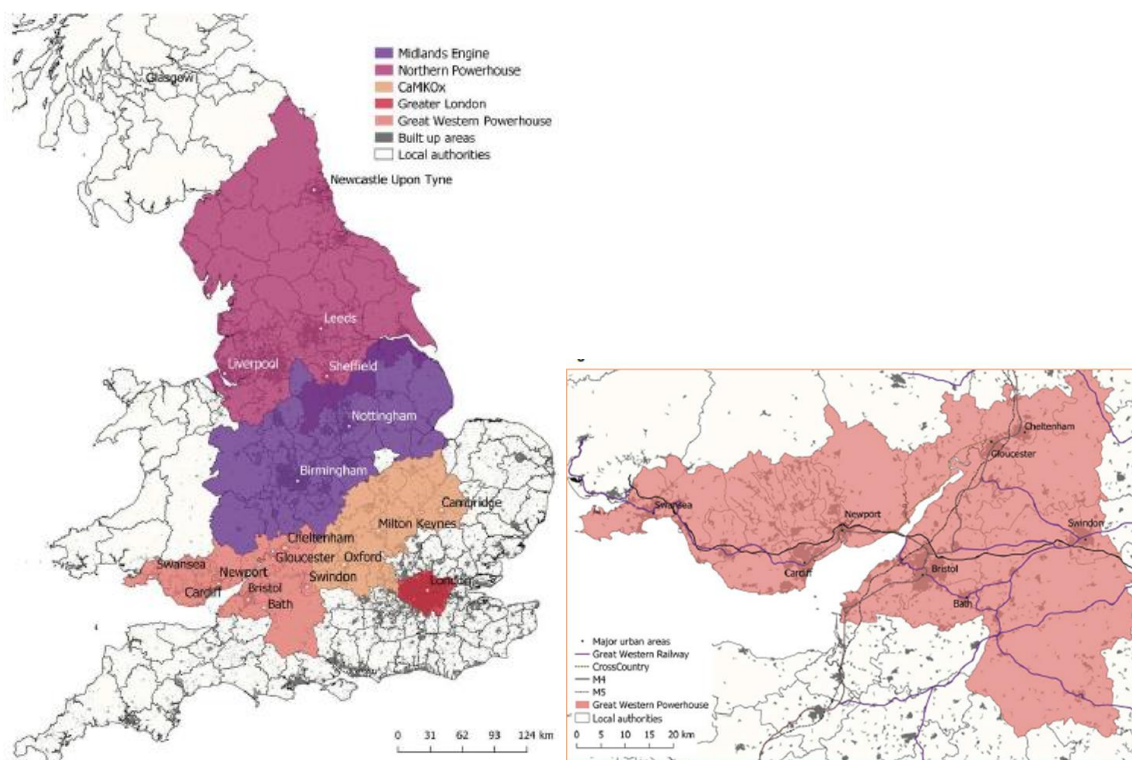 Glasgow
Midlands Engine
Northern Powerhouse
CaMKOx
Greater London
Great Western Powerhouse
Built up areas
Local authorities
Newcastle Upon Tyne
Leeds
Liverpool
Sheffield
Nottingham
Birmingham
Cambridge
Milton Keynes
Cheltenham
Gloucester
Oxford
Swansea
Newport
Swindon
Cardiff
Bristol
Bath
London
0 31 62 93 124 km
Cheltenham
Gloucester
Swansea
Newport
Swindon
Cardiff
Bristol
Bath
Major urban areas
Great Western Railway
CrossCountry
M4
M5
Great Western Powerhouse
Local authorities
0 5 10 15 20 km